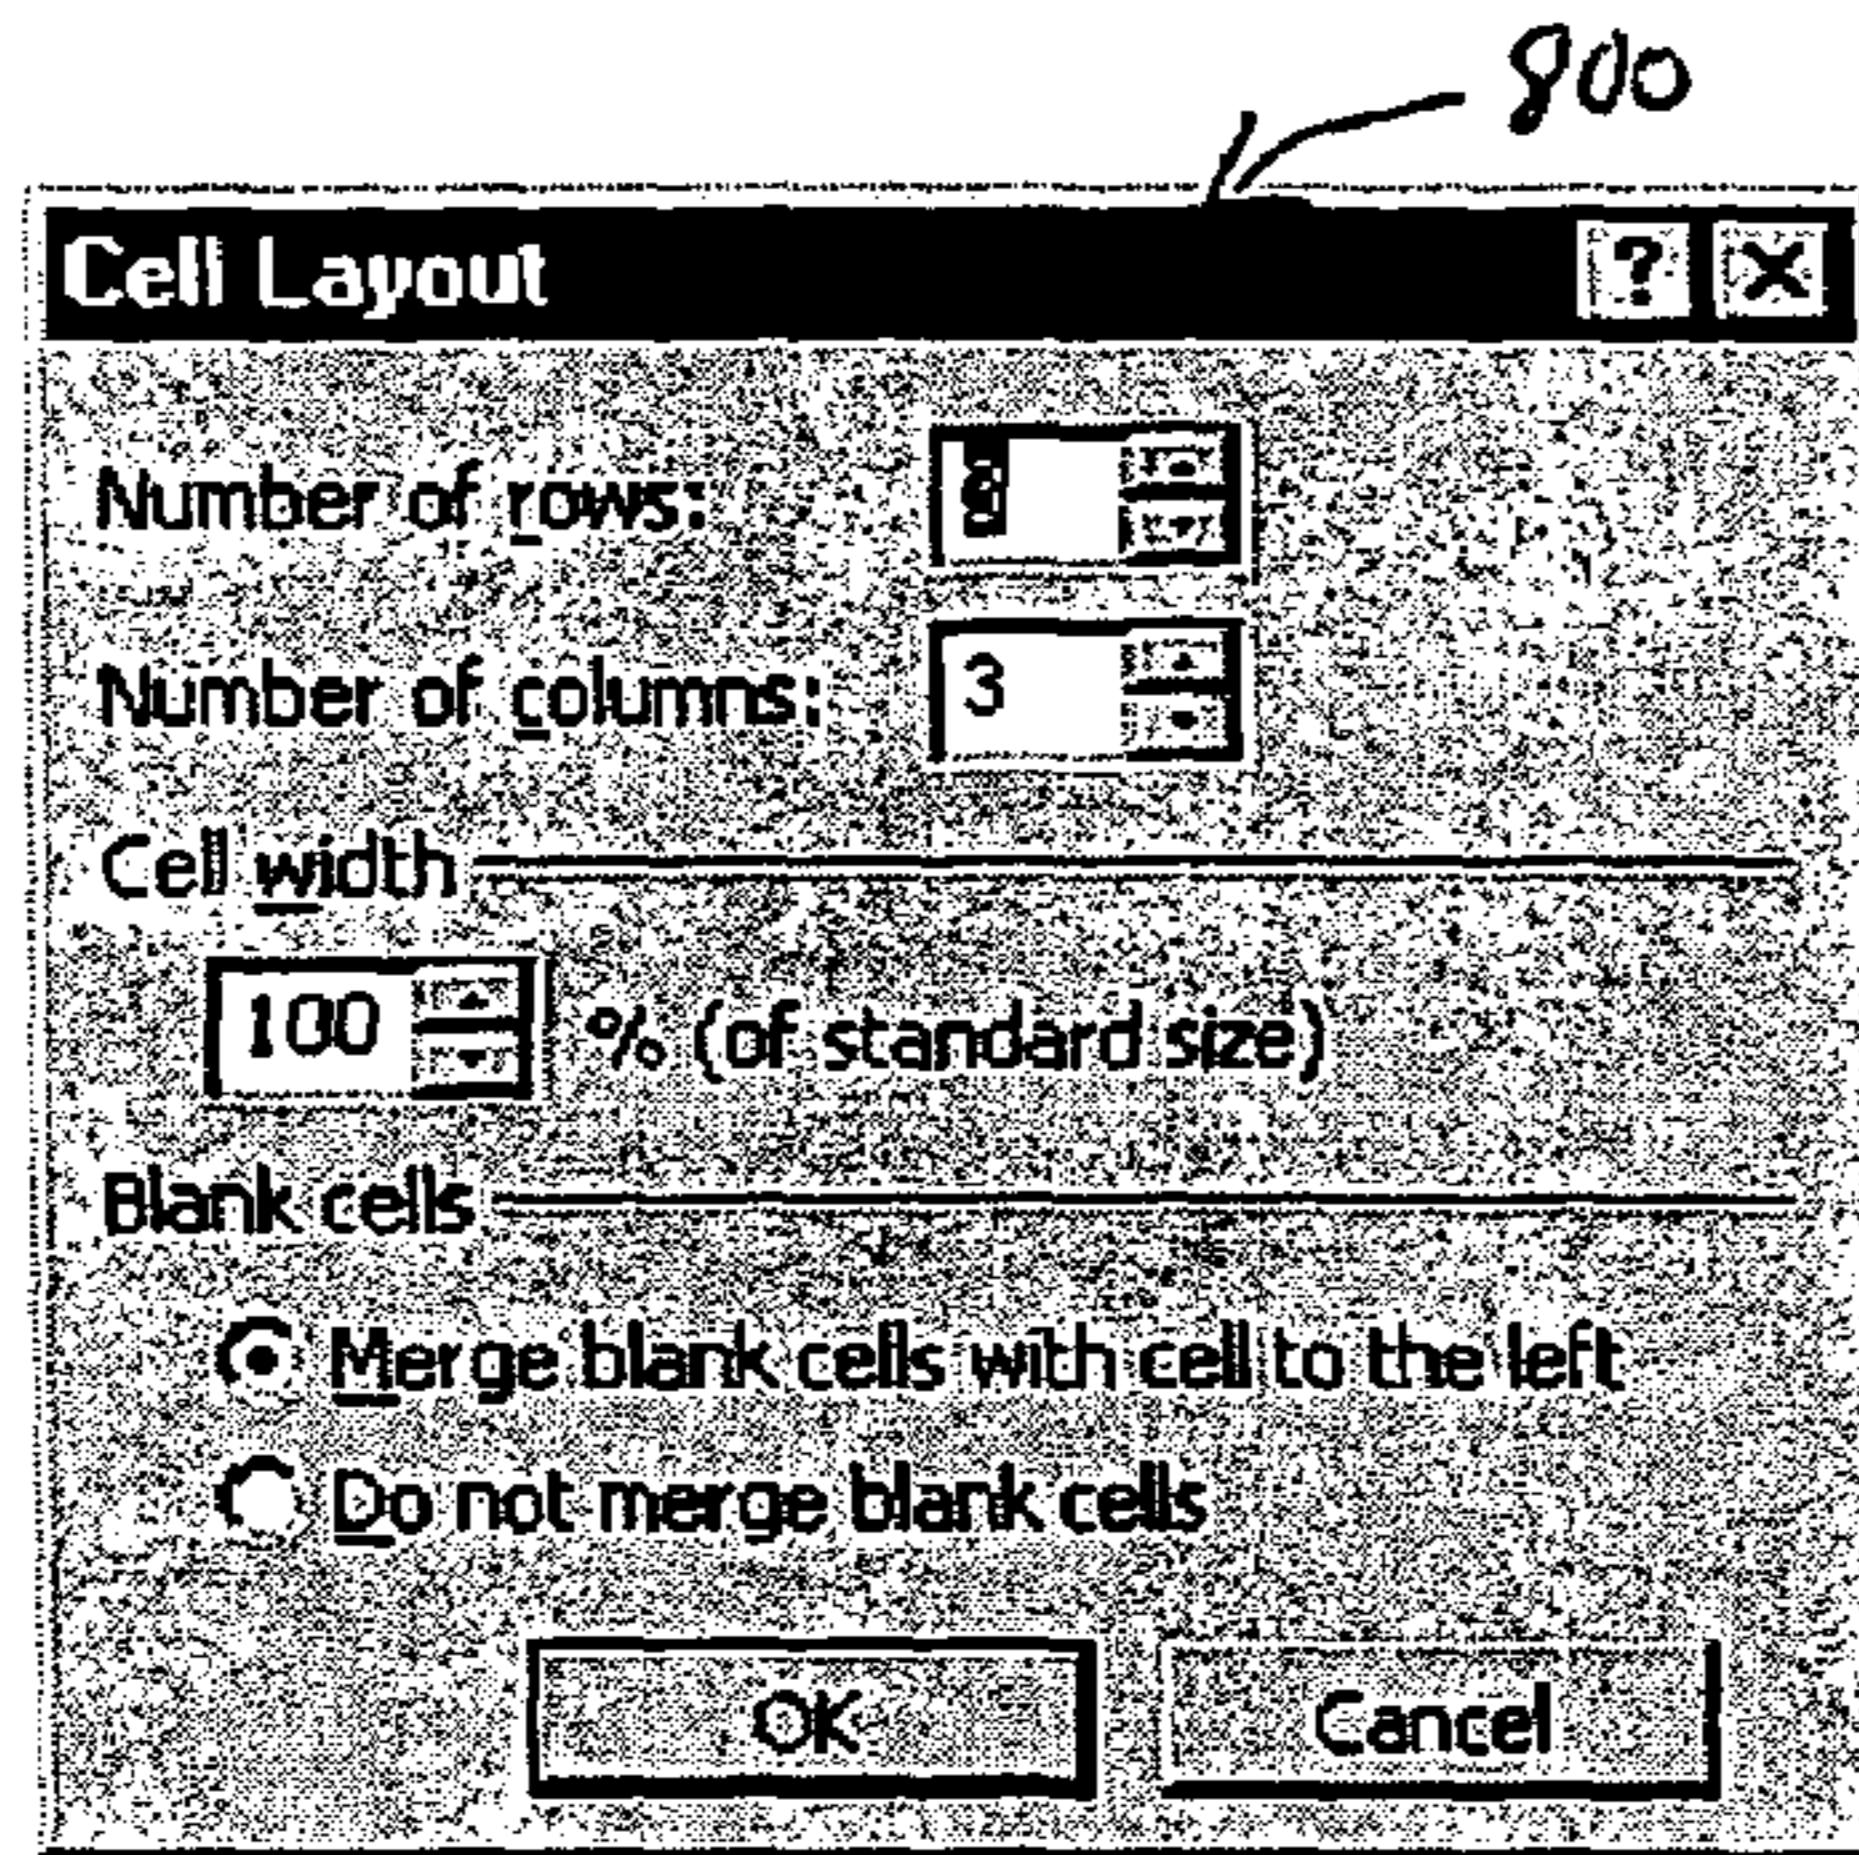 800
Cell Layout ? X
Number of rows:
Number of columns: 3
Cell width
100 % (of standard size)
Blank cells
Merge blank cells with cell to the left
Do not merge blank cells
OK Cancel